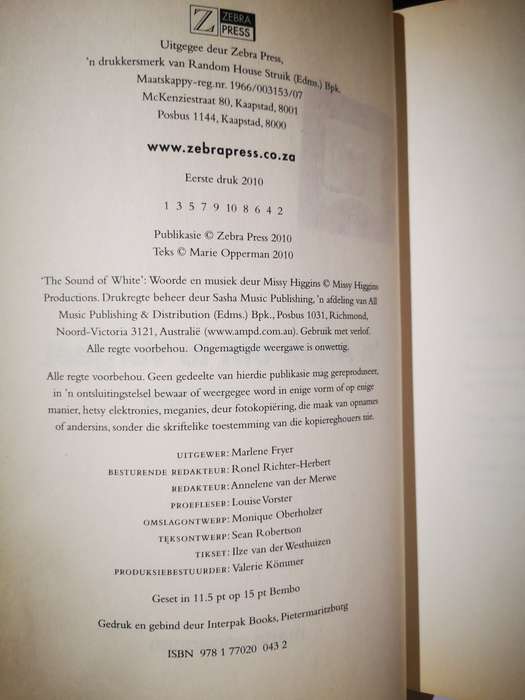 ZEBRA
PRESS
Uitgegee deur Zebra Press,
'n drukkersmerk van Random House Struik (Edms.) Bpk.
Maatskappy-reg.nr. 1966/003153/07
McKenziestraat 80, Kaapstad, 8001
Posbus 1144, Kaapstad, 8000
www.zebrapress.co.za
Eerste druk 2010
1 3 5 7 9 10 8 6 4 2
Publikasie © Zebra Press 2010
Teks © Marie Opperman 2010
'The Sound of White': Woorde en musiek deur Missy Higgins © Missy Higgins
Productions. Drukregte beheer deur Sasha Music Publishing, 'n afdeling van All
Music Publishing & Distribution (Edms.) Bpk., Posbus 1031, Richmond,
Noord-Victoria 3121, Australië (www.ampd.com.au). Gebruik met verlof.
Alle regte voorbehou. Ongemagtigde weergawe is onwettig.
Alle regte voorbehou. Geen gedeelte van hierdie publikasie mag gereproduseer,
in 'n ontsluitingstelsel bewaar of weergegee word in enige vorm of op enige
manier, hetsy elektronies, meganies, deur fotokopiëring, die maak van opnames
of andersins, sonder die skriftelike toestemming van die kopiereghouers nie.
UITGEWER: Marlene Fryer
BESTURENDE REDAKTEUR: Ronel Richter-Herbert
REDAKTEUR: Annelene van der Merwe
PROEFLESER: Louise Vorster
OMSLAGONTWERP: Monique Oberholzer
TEKSONTWERP: Sean Robertson
TIKSET: Ilze van der Westhuizen
PRODUKSIEBESTUURDER: Valerie Kömmer
Geset in 11.5 pt op 15 pt Bembo
Gedruk en gebind deur Interpak Books, Pietermaritzburg
ISBN 978 1 77020 043 2